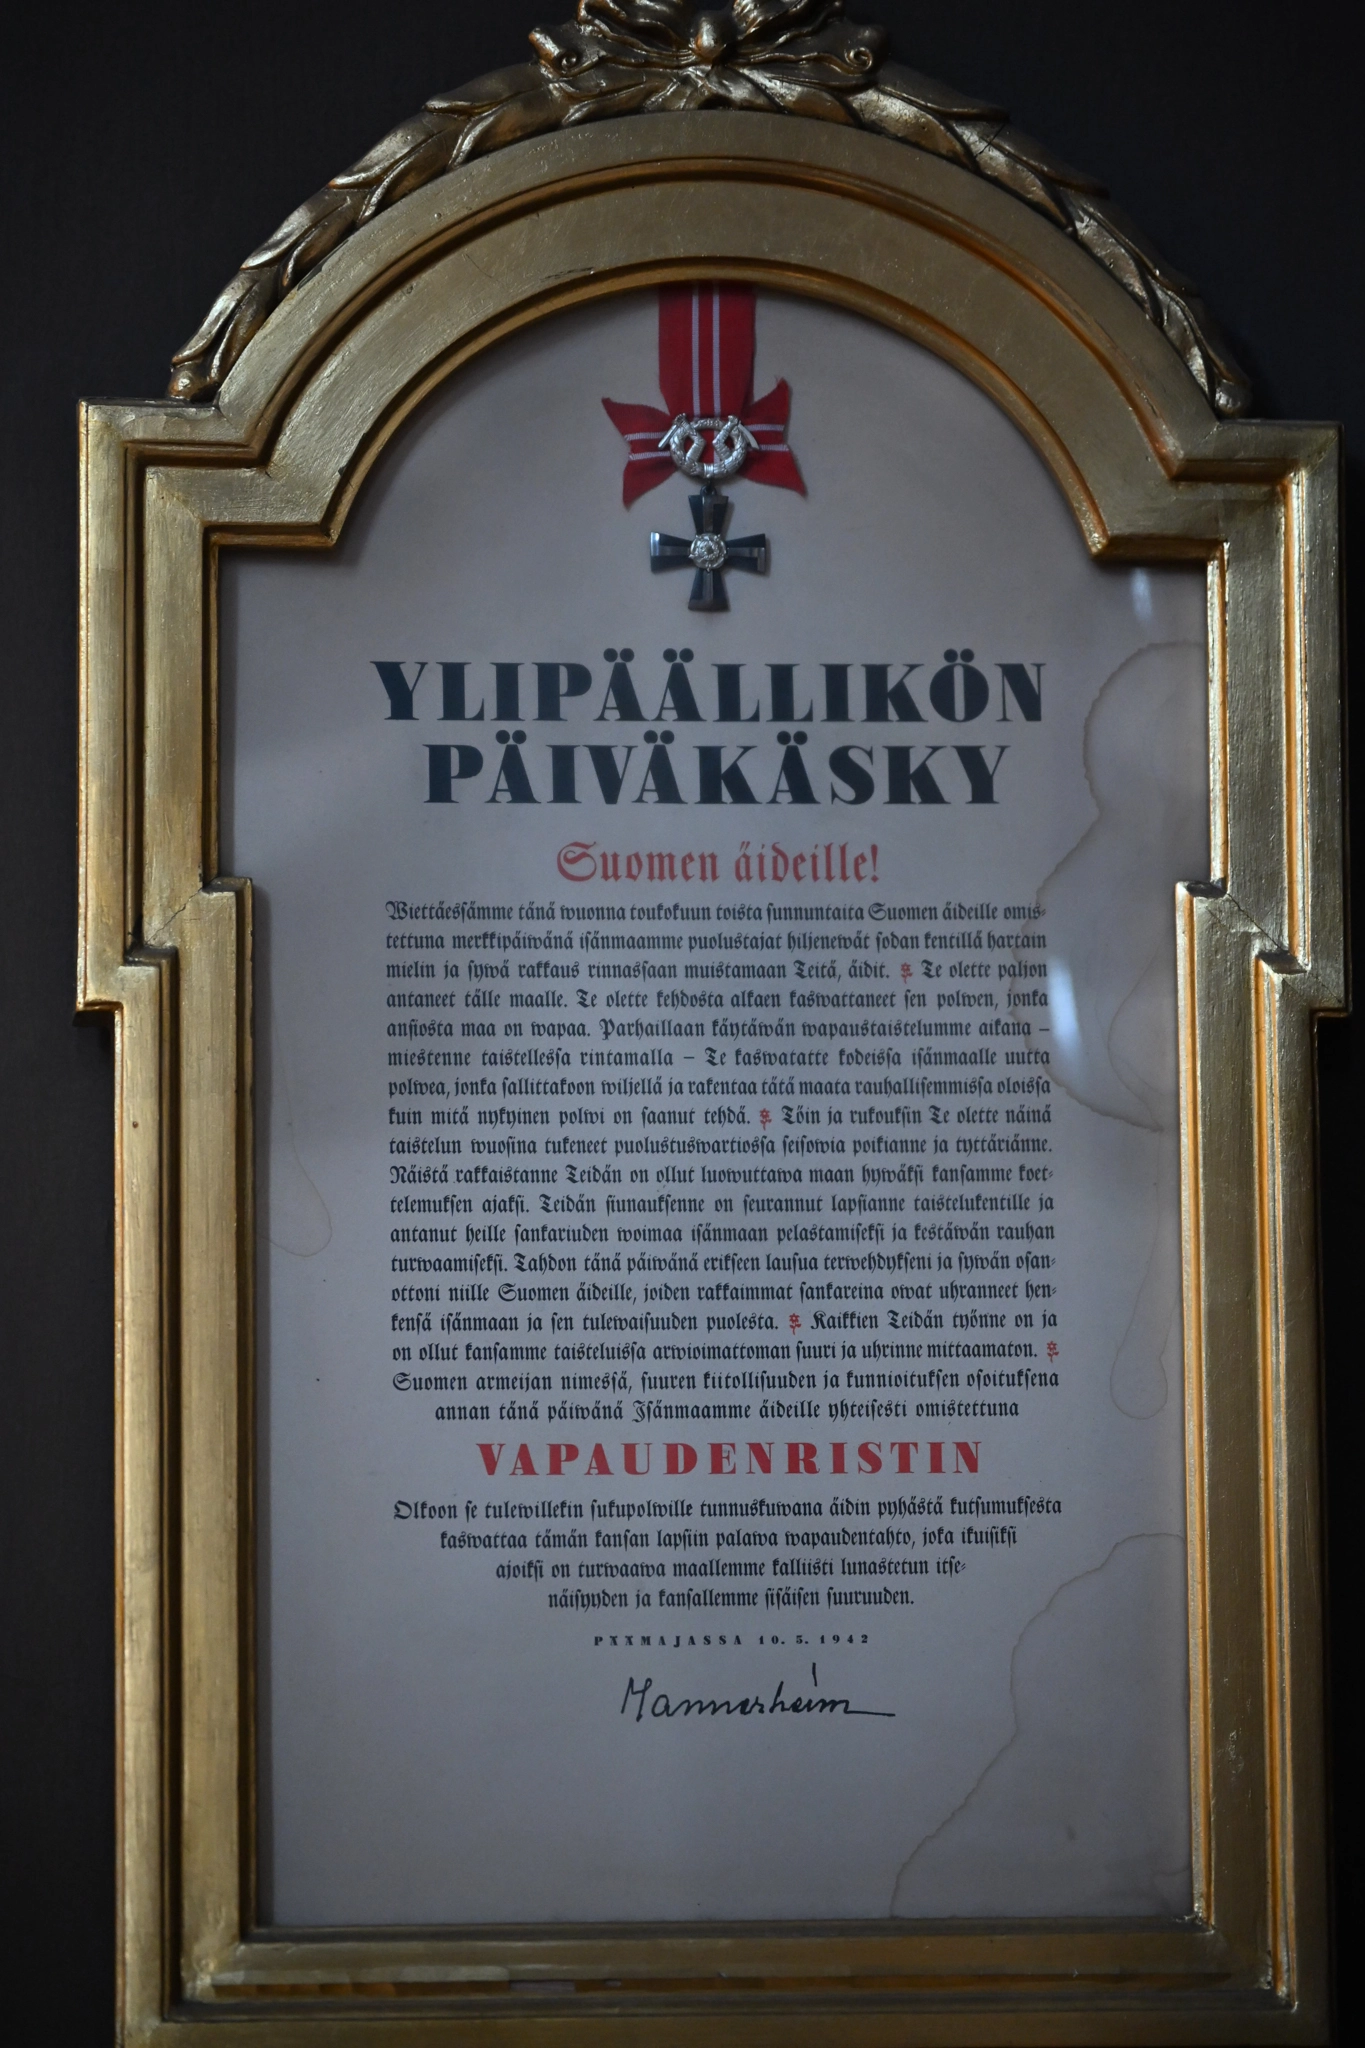 YLIPÄÄLLIKÖN
PÄIVÄKÄSKY
Suomen äideille!
Wiettäessämme tänä wuonna toukokuun toista sunnuntaita Suomen äideille omis-
tettuna merkkipäiwänä isänmaamme puolustajat hiljenewät sodan kentillä hartain
mielin ja sywä rakkaus rinnassaan muistamaan Teitä, äidit. Te olette paljon
antaneet tälle maalle. Te olette kehdosta alkaen kaswattaneet sen polwen, jonka
ansiosta maa on wapaa. Parhaillaan käytäwän wapaustaistelumme aikana –
miestenne taistellessa rintamalla – Te kaswatatte kodeissa isänmaalle uutta
polwea, jonka sallittakoon wiljellä ja rakentaa tätä maata rauhallisemmissa oloissa
kuin mitä nykyinen polwi on saanut tehdä. Töin ja rukouksin Te olette näinä
taistelun wuosina tukeneet puolustuswartiossa seisowia poikianne ja tyttäriänne.
Näistä rakkaistanne Teidän on ollut luowuttawa maan hywäksi kansamme koet-
telemuksen ajaksi. Teidän siunauksenne on seurannut lapsianne taistelukentille ja
antanut heille sankariuden woimaa isänmaan pelastamiseksi ja kestäwän rauhan
turwaamiseksi. Tahdon tänä päiwänä erikseen lausua terwehdykseni ja sywän osan-
ottoni niille Suomen äideille, joiden rakkaimmat sankareina owat uhranneet hen-
kensä isänmaan ja sen tulewaisuuden puolesta. Kaikkien Teidän työnne on ja
on ollut kansamme taisteluissa arwioimattoman suuri ja uhrinne mittaamaton.
Suomen armeijan nimessä, suuren kiitollisuuden ja kunnioituksen osoituksena
annan tänä päiwänä Isänmaamme äideille yhteisesti omistettuna
VAPAUDENRISTIN
Olkoon se tulewillekin sukupolwille tunnuskuwana äidin pyhästä kutsumuksesta
kaswattaa tämän kansan lapsiin palawa wapaudentahto, joka ikuisiksi
ajoiksi on turwaawa maallemme kalliisti lunastetun itse-
näisyyden ja kansallemme sisäisen suuruuden.
PÄÄMAJASSA 10. 5. 1942
Mannerheim